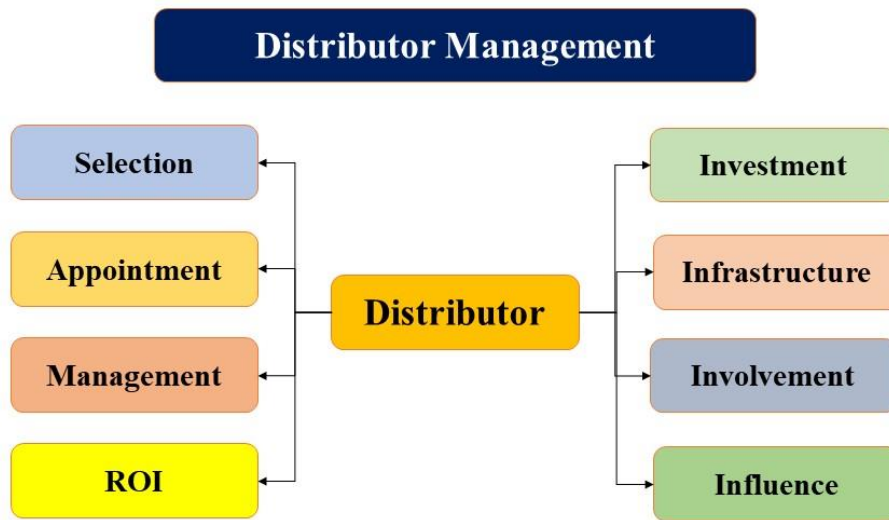 Distributor Management
Selection
Appointment
Management
ROI
Distributor
Investment
Infrastructure
Involvement
Influence